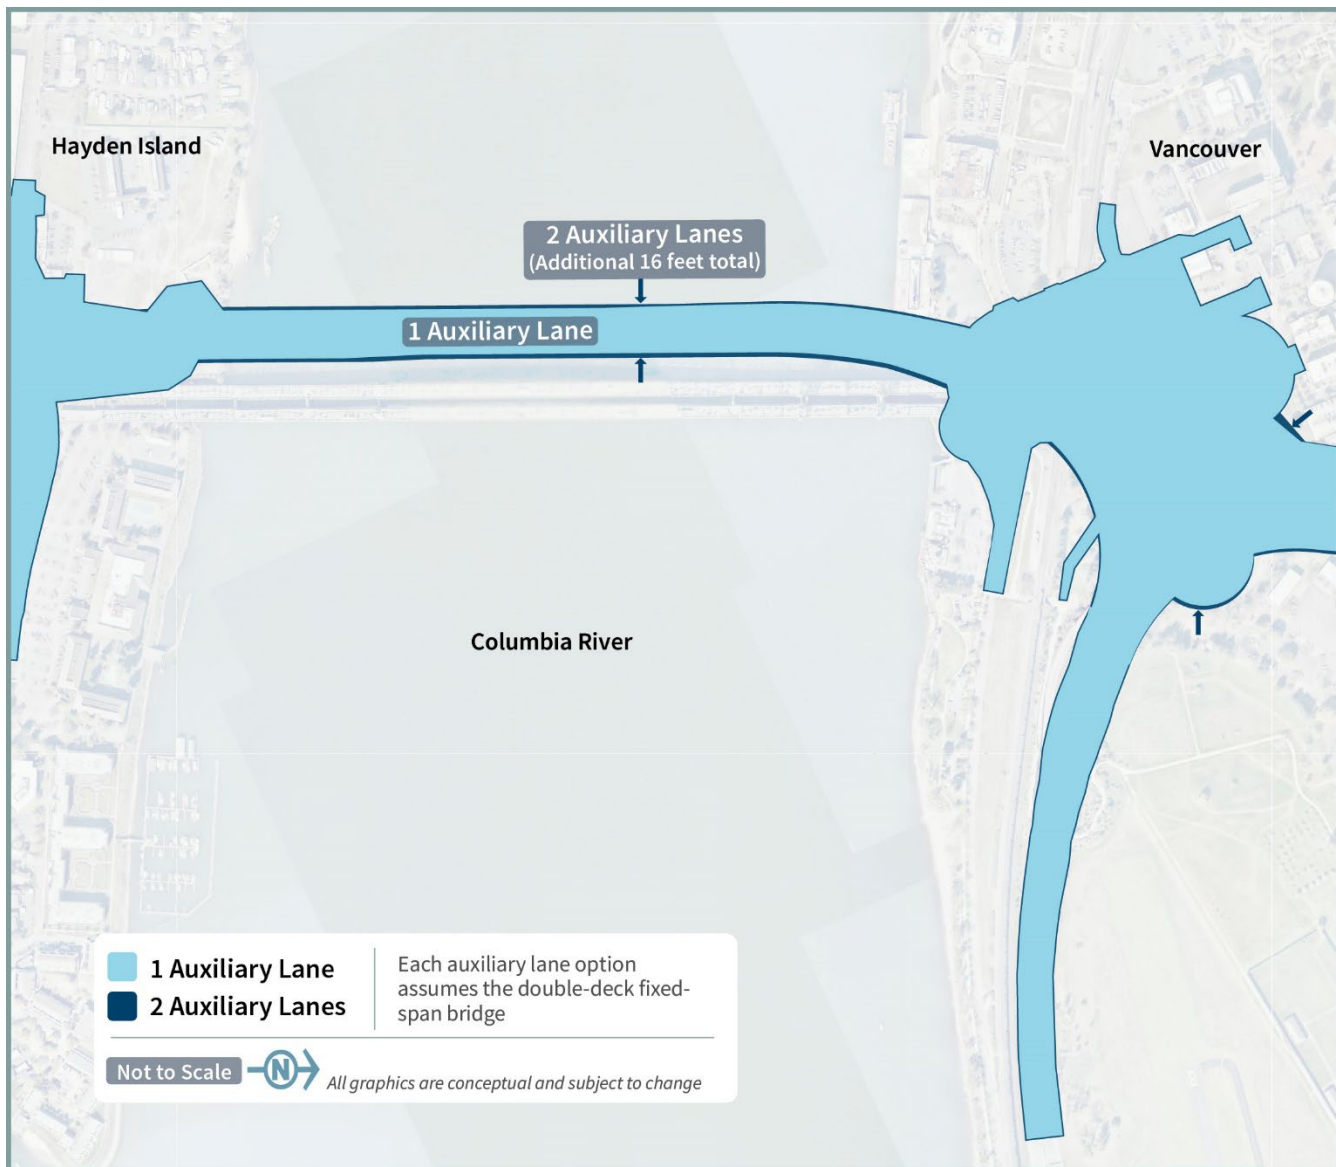 Hayden Island
Vancouver
2 Auxiliary Lanes
(Additional 16 feet total)
1 Auxiliary Lane
Columbia River
1 Auxiliary Lane
2 Auxiliary Lanes
Each auxiliary lane option
assumes the double-deck fixed-
span bridge
Not to Scale
N
All graphics are conceptual and subject to change